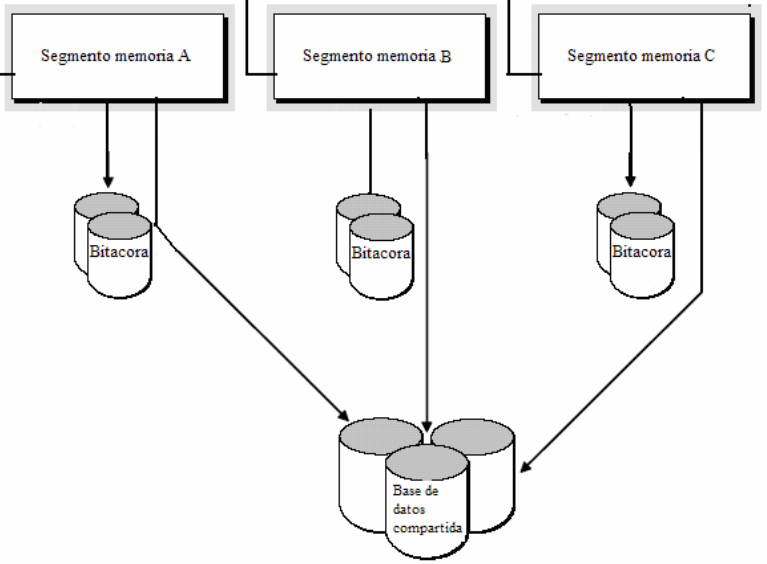 Segmento memoria A
Segmento memoria B
Segmento memoria C
Bitacora
Bitacora
Bitacora
Base de
datos
compartida